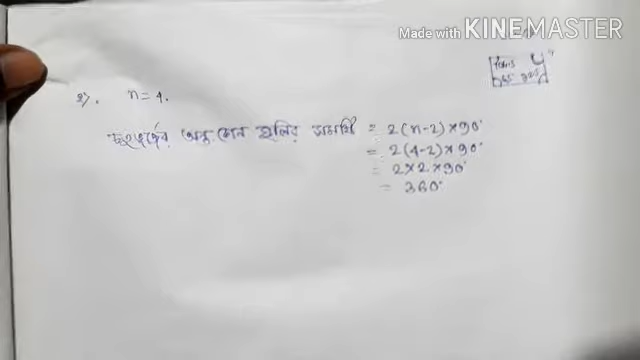 Made with KINEMASTER
২>. n = 4.
চতুর্ভুজের অন্তঃকোন গুলির সমষ্টি = 2(n-2)×90°
= 2(4-2)×90°
= 2×2×90°
= 360°